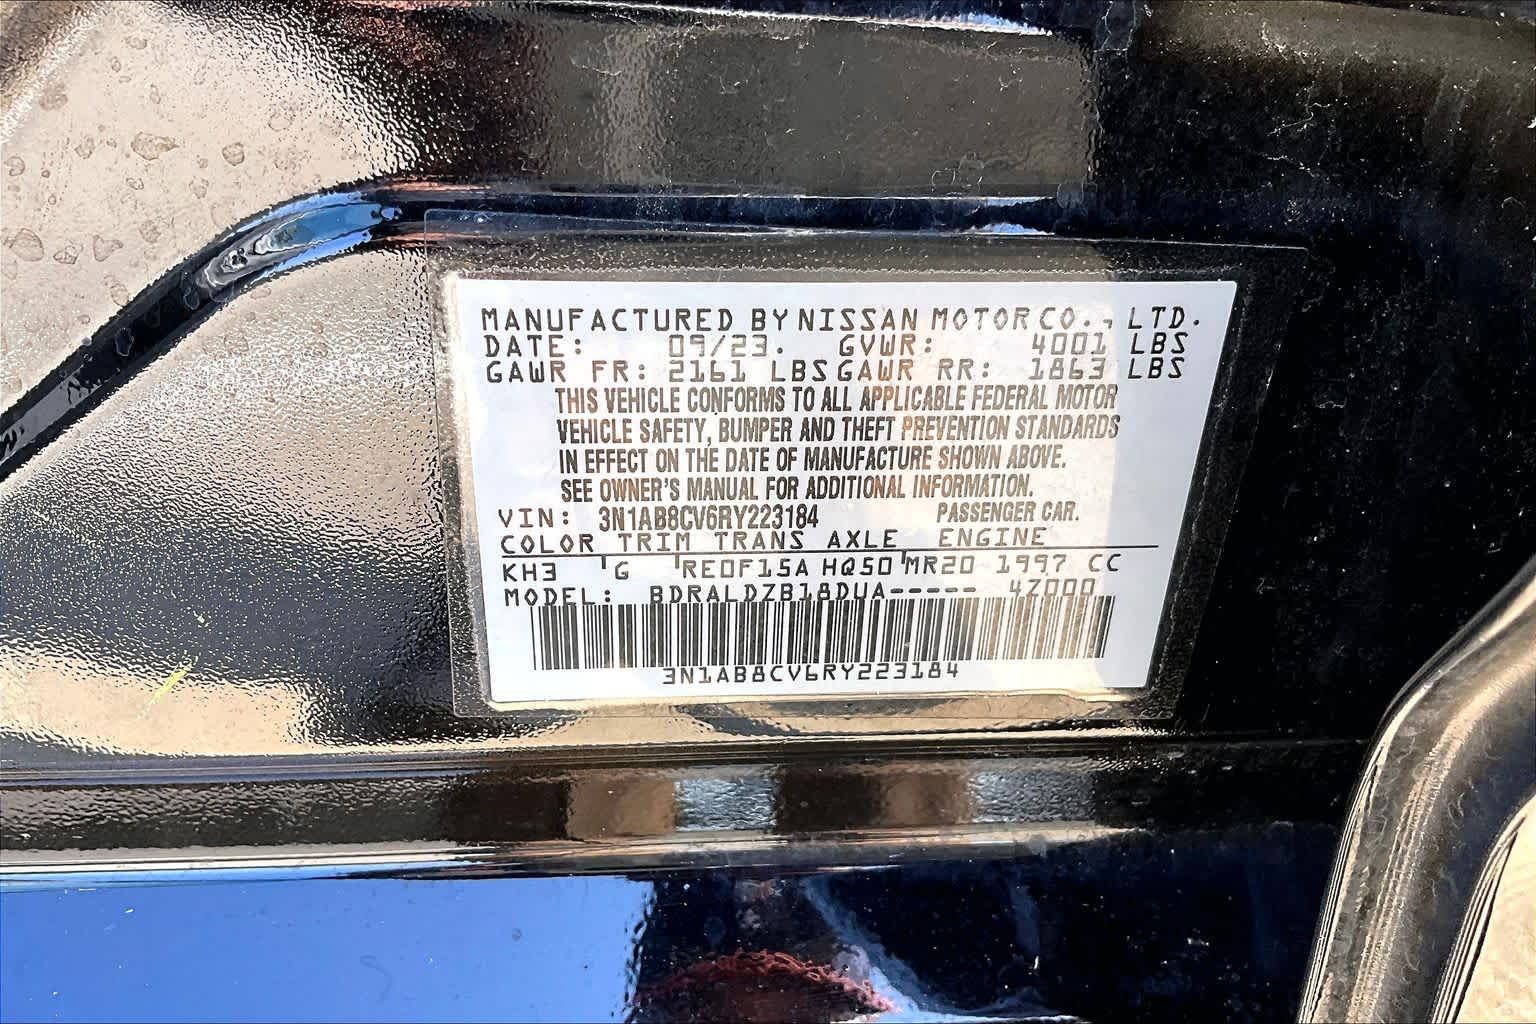 MANUFACTURED BY NISSAN MOTOR CO., LTD.
DATE: 09/23. GVWR: 4001 LBS
GAWR FR: 2161 LBS GAWR RR: 1863 LBS
THIS VEHICLE CONFORMS TO ALL APPLICABLE FEDERAL MOTOR
VEHICLE SAFETY, BUMPER AND THEFT PREVENTION STANDARDS
IN EFFECT ON THE DATE OF MANUFACTURE SHOWN ABOVE.
SEE OWNER'S MANUAL FOR ADDITIONAL INFORMATION.
VIN: 3N1AB8CV6RY223184 PASSENGER CAR.
COLOR TRIM TRANS AXLE ENGINE
KH3 G RE0F15A HQ50 MR20 1997 CC
MODEL: BDRALDZB18DUA----- 4Z000
3N1AB8CV6RY223184